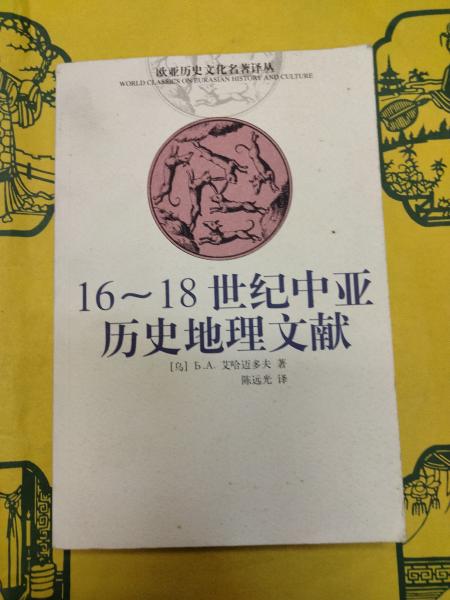 欧亚历史文化名著译丛
WORLD CLASSICS ON EURASIAN HISTORY AND CULTURE
16～18世纪中亚
历史地理文献
［乌］Б.А. 艾哈迈多夫 著
陈远光 译